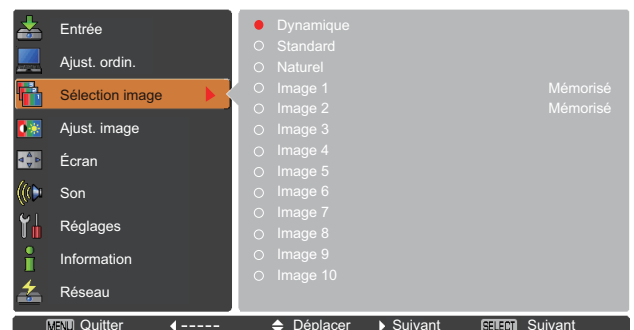 Entrée
Ajust. ordin.
Sélection image
Ajust. image
Écran
Son
Réglages
Information
Réseau
Dynamique
Standard
Naturel
Image 1 Mémorisé
Image 2 Mémorisé
Image 3
Image 4
Image 5
Image 6
Image 7
Image 8
Image 9
Image 10
MENU Quitter ----- Déplacer Suivant SELECT Suivant